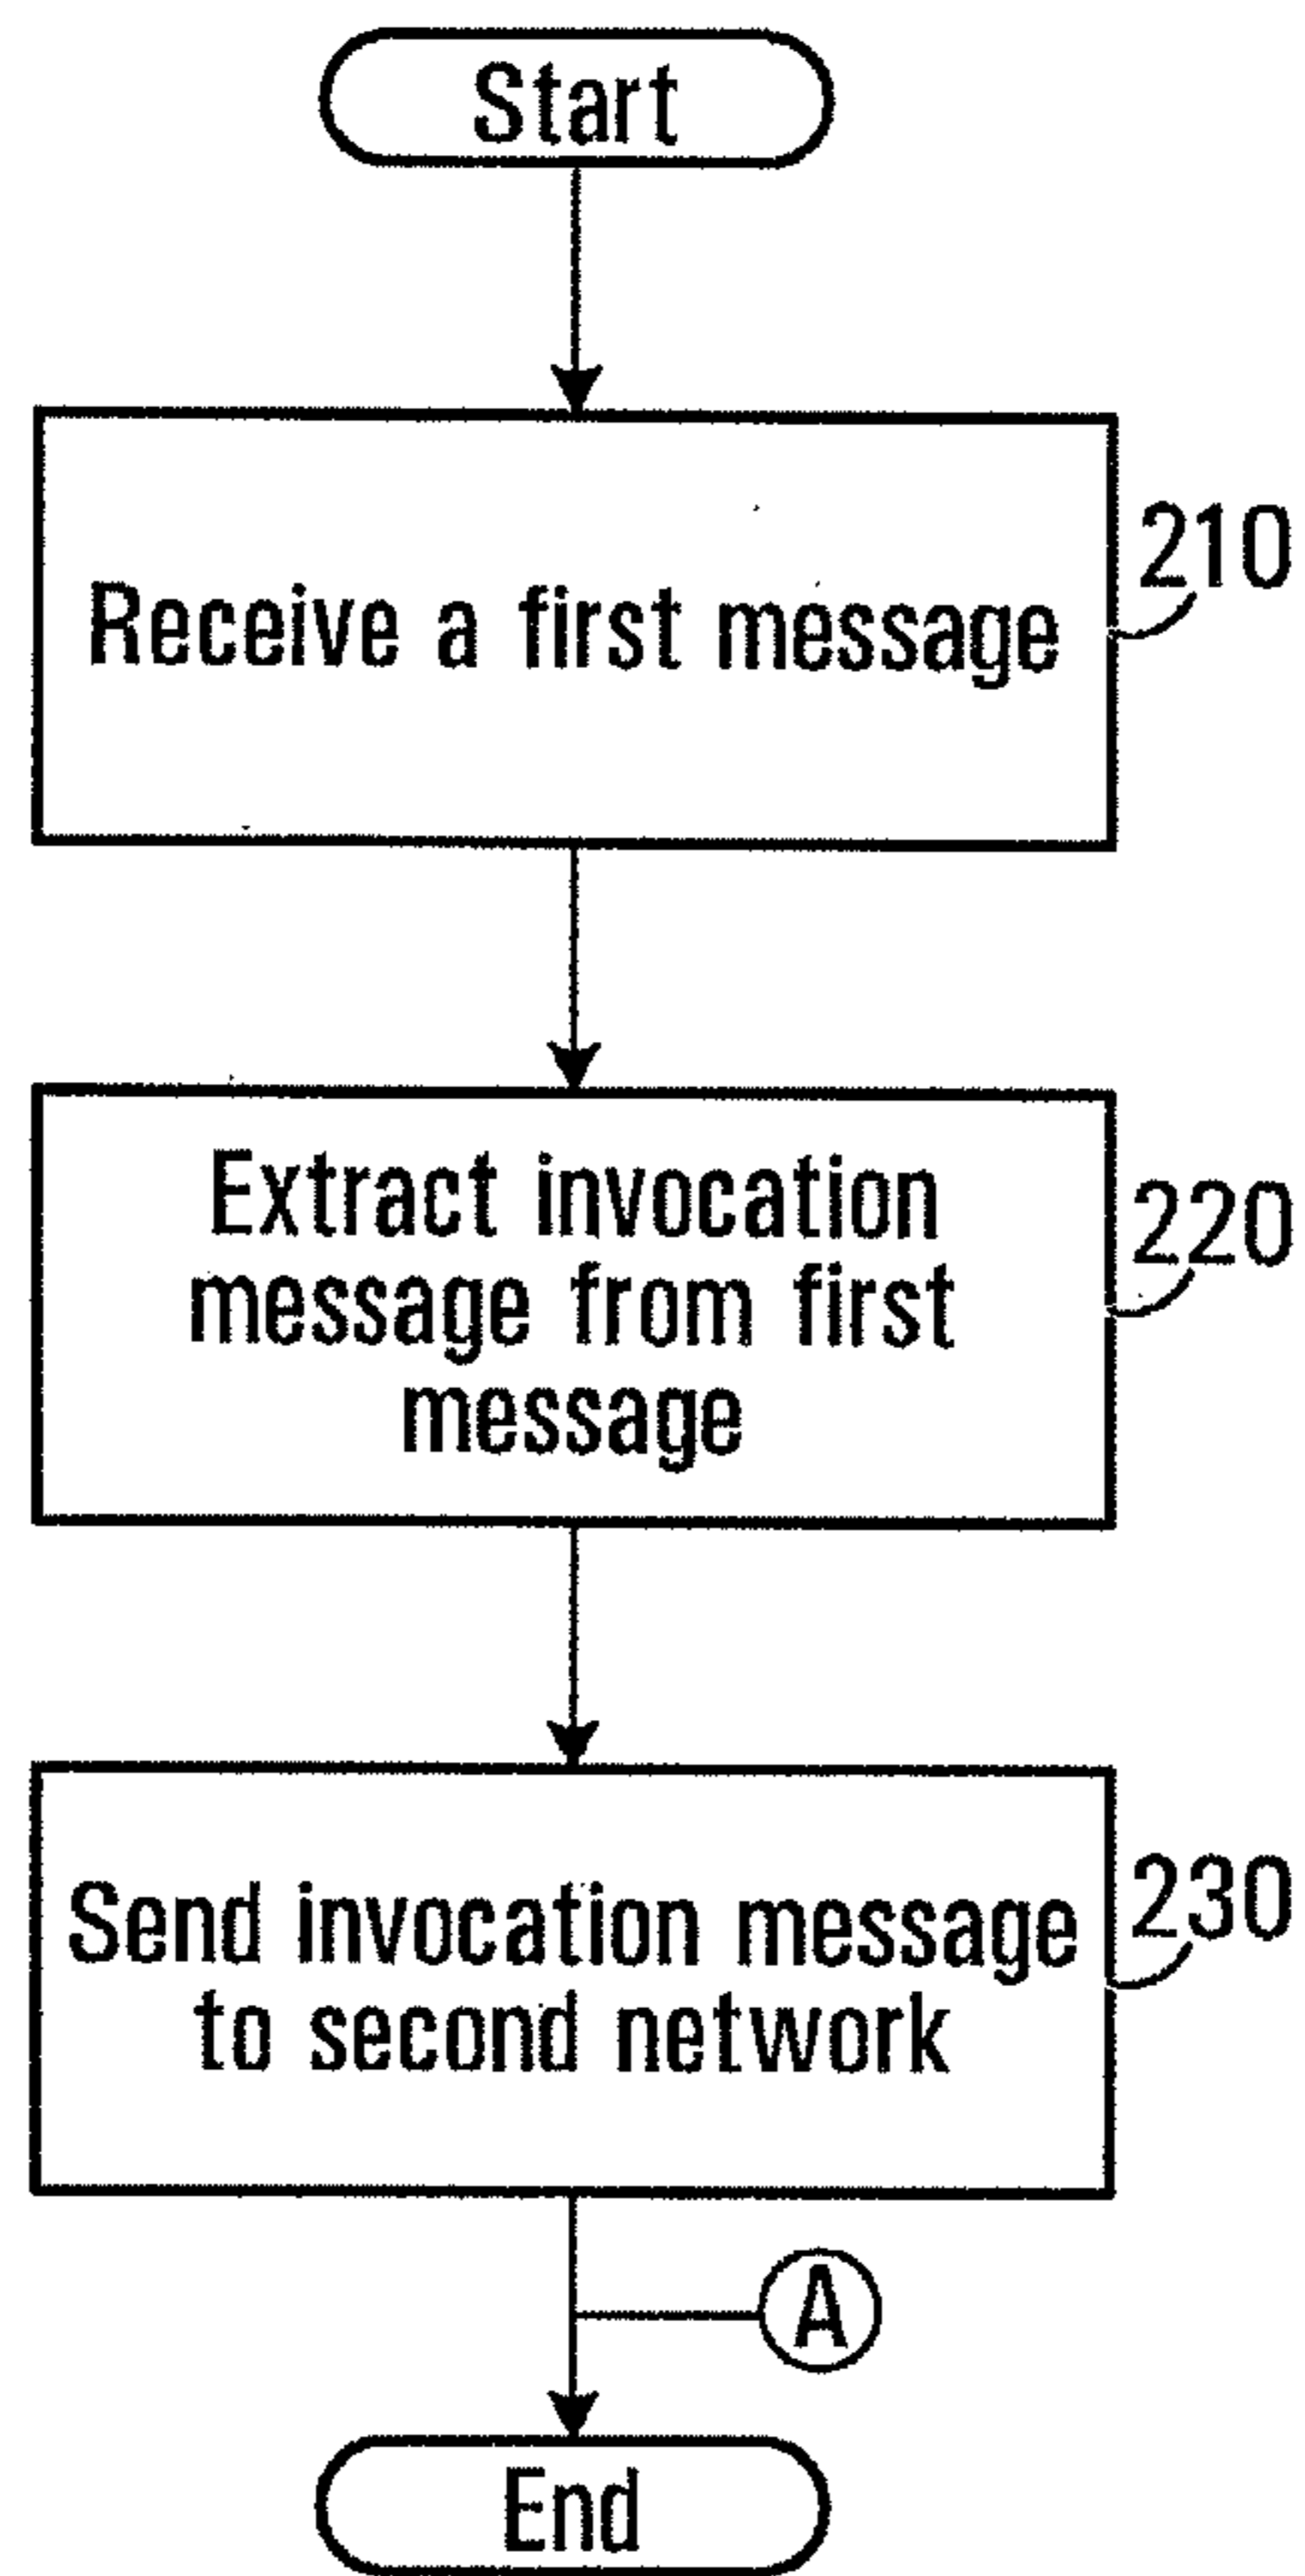 Start
Receive a first message
210
Extract invocation
message from first
message
220
Send invocation message
to second network
230
A
End